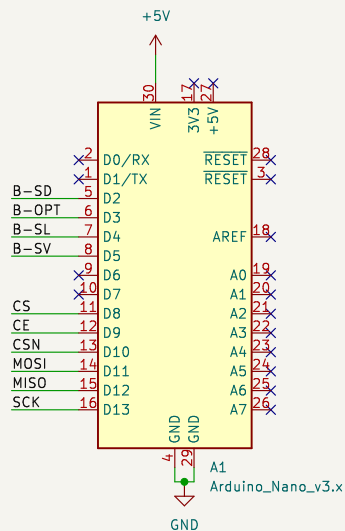 +5V
30 17 27
VIN 3V3 +5V
2 D0/RX RESET 28
1 D1/TX RESET 3
B-SD 5 D2
B-OPT 6 D3
B-SL 7 D4 AREF 18
B-SV 8 D5
9 D6 A0 19
10 D7 A1 20
CS 11 D8 A2 21
CE 12 D9 A3 22
CSN 13 D10 A4 23
MOSI 14 D11 A5 24
MISO 15 D12 A6 25
SCK 16 D13 A7 26
GND GND
4 29
A1
Arduino_Nano_v3.x
GND